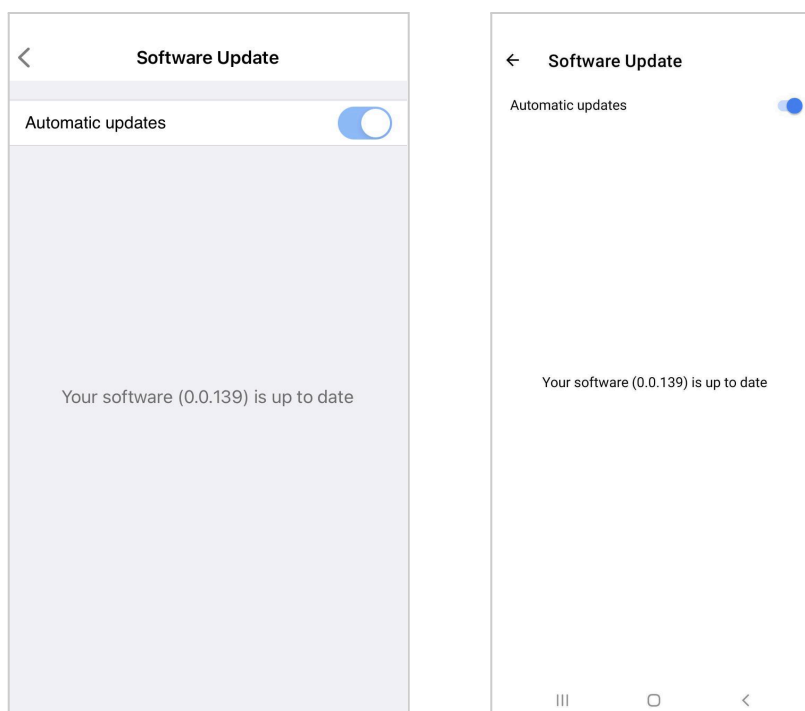 Software Update
Automatic updates
Your software (0.0.139) is up to date
Software Update
Automatic updates
Your software (0.0.139) is up to date